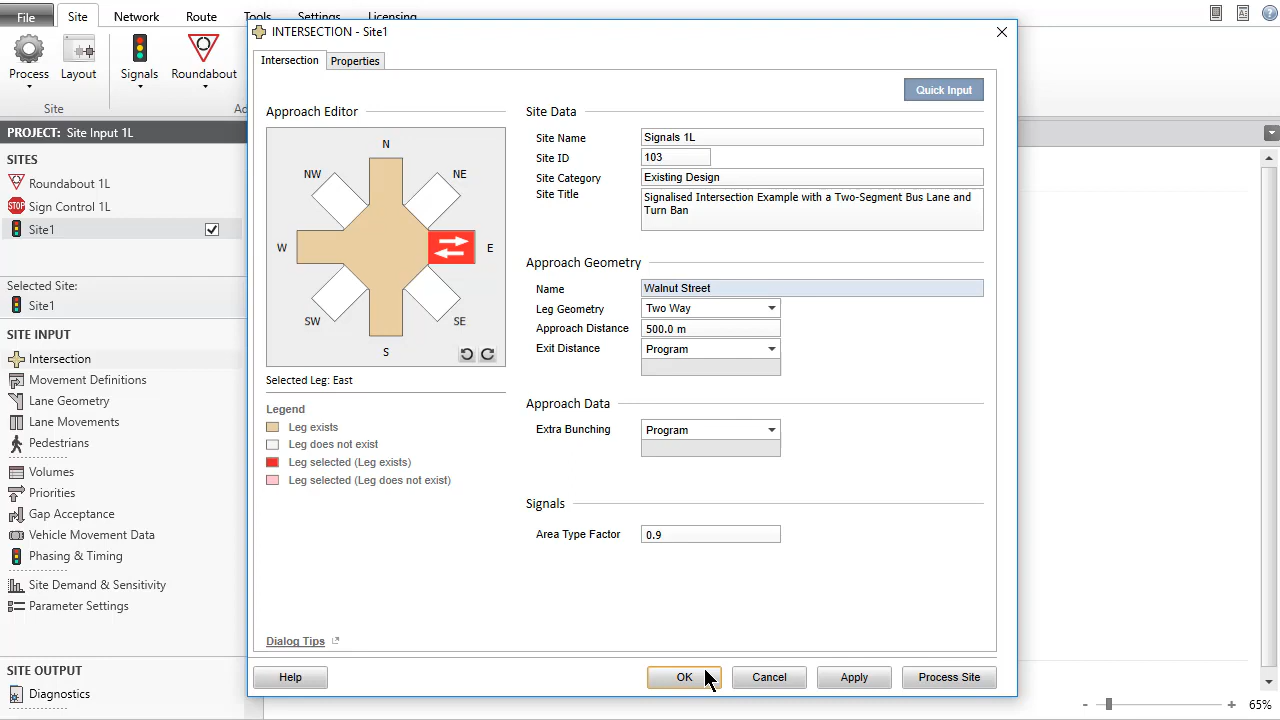 File
Site
Network
Route
Tools
Settings
Licensing
Process
Layout
Signals
Roundabout
Site
PROJECT: Site Input 1L
SITES
Roundabout 1L
STOP
Sign Control 1L
Site1
Selected Site:
Site1
SITE INPUT
Intersection
Movement Definitions
Lane Geometry
Lane Movements
Pedestrians
Volumes
Priorities
Gap Acceptance
Vehicle Movement Data
Phasing & Timing
Site Demand & Sensitivity
Parameter Settings
SITE OUTPUT
Diagnostics
INTERSECTION - Site1
Intersection
Properties
Quick Input
Approach Editor
N
NW
NE
W
E
SW
SE
S
Selected Leg: East
Legend
Leg exists
Leg does not exist
Leg selected (Leg exists)
Leg selected (Leg does not exist)
Site Data
Site Name Signals 1L
Site ID 103
Site Category Existing Design
Site Title Signalised Intersection Example with a Two-Segment Bus Lane and
Turn Ban
Approach Geometry
Name Walnut Street
Leg Geometry Two Way
Approach Distance 500.0 m
Exit Distance Program
Approach Data
Extra Bunching Program
Signals
Area Type Factor 0.9
Dialog Tips
Help
OK
Cancel
Apply
Process Site
65%